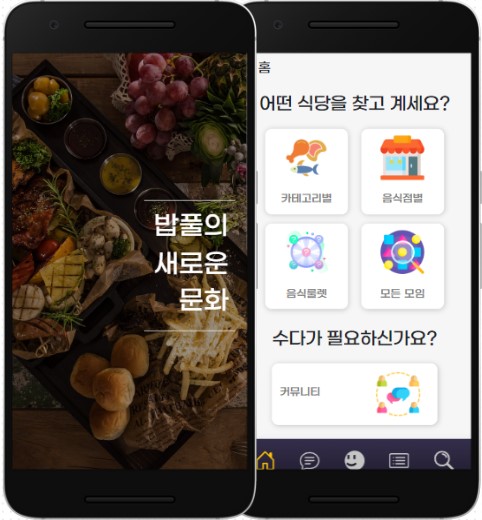 밥풀의
새로운
문화
홈
어떤 식당을 찾고 계세요?
카테고리별
음식점별
음식룰렛
모든 모임
수다가 필요하신가요?
커뮤니티